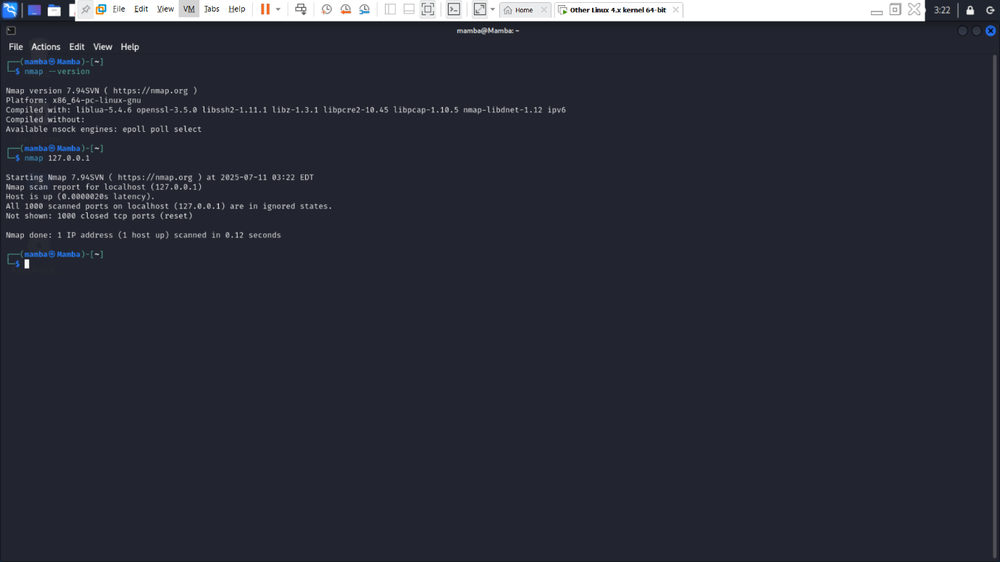 File Edit View VM Tabs Help Home Other Linux 4.x kernel 64-bit 3:22
mamba@Mamba: ~
File Actions Edit View Help
┌──(mamba㉿Mamba)-[~]
└─$ nmap --version
Nmap version 7.94SVN ( https://nmap.org )
Platform: x86_64-pc-linux-gnu
Compiled with: liblua-5.4.6 openssl-3.5.0 libssh2-1.11.1 libz-1.3.1 libpcre2-10.45 libpcap-1.10.5 nmap-libdnet-1.12 ipv6
Compiled without:
Available nsock engines: epoll poll select
┌──(mamba㉿Mamba)-[~]
└─$ nmap 127.0.0.1
Starting Nmap 7.94SVN ( https://nmap.org ) at 2025-07-11 03:22 EDT
Nmap scan report for localhost (127.0.0.1)
Host is up (0.0000020s latency).
All 1000 scanned ports on localhost (127.0.0.1) are in ignored states.
Not shown: 1000 closed tcp ports (reset)
Nmap done: 1 IP address (1 host up) scanned in 0.12 seconds
┌──(mamba㉿Mamba)-[~]
└─$